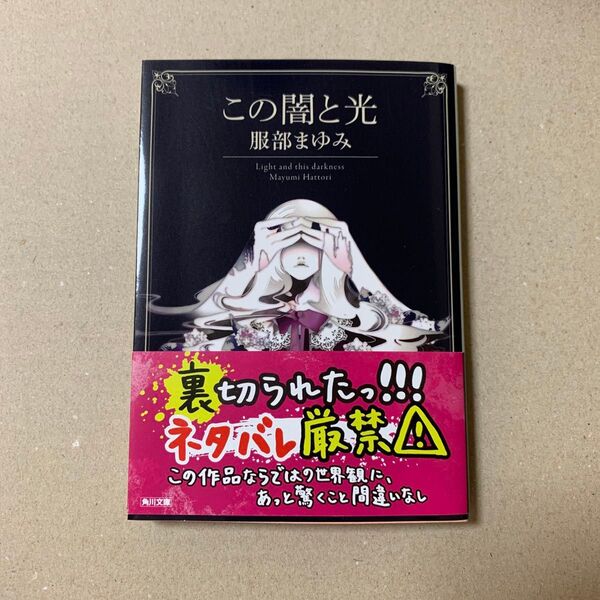 この闇と光
服部まゆみ
Light and this darkness
Mayumi Hattori
裏切られたっ!!!
ネタバレ厳禁
この作品ならではの世界観に、
あっと驚くこと間違いなし
角川文庫